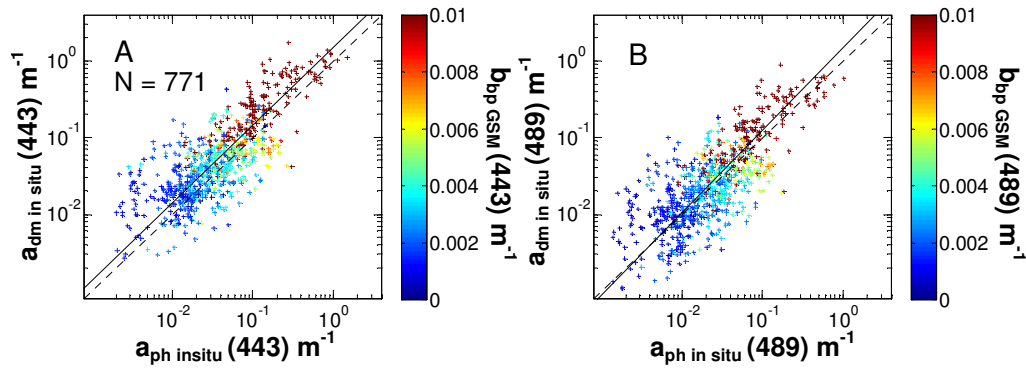 A
N = 771
10^0
10^-1
10^-2
a_dm in situ (443) m^-1
10^-2 10^-1 10^0
a_ph insitu (443) m^-1
0.01
0.008
0.006
0.004
0.002
0
b_bp GSM (443) m^-1
B
10^0
10^-1
10^-2
a_dm in situ (489) m^-1
10^-2 10^-1 10^0
a_ph in situ (489) m^-1
0.01
0.008
0.006
0.004
0.002
0
b_bp GSM (489) m^-1